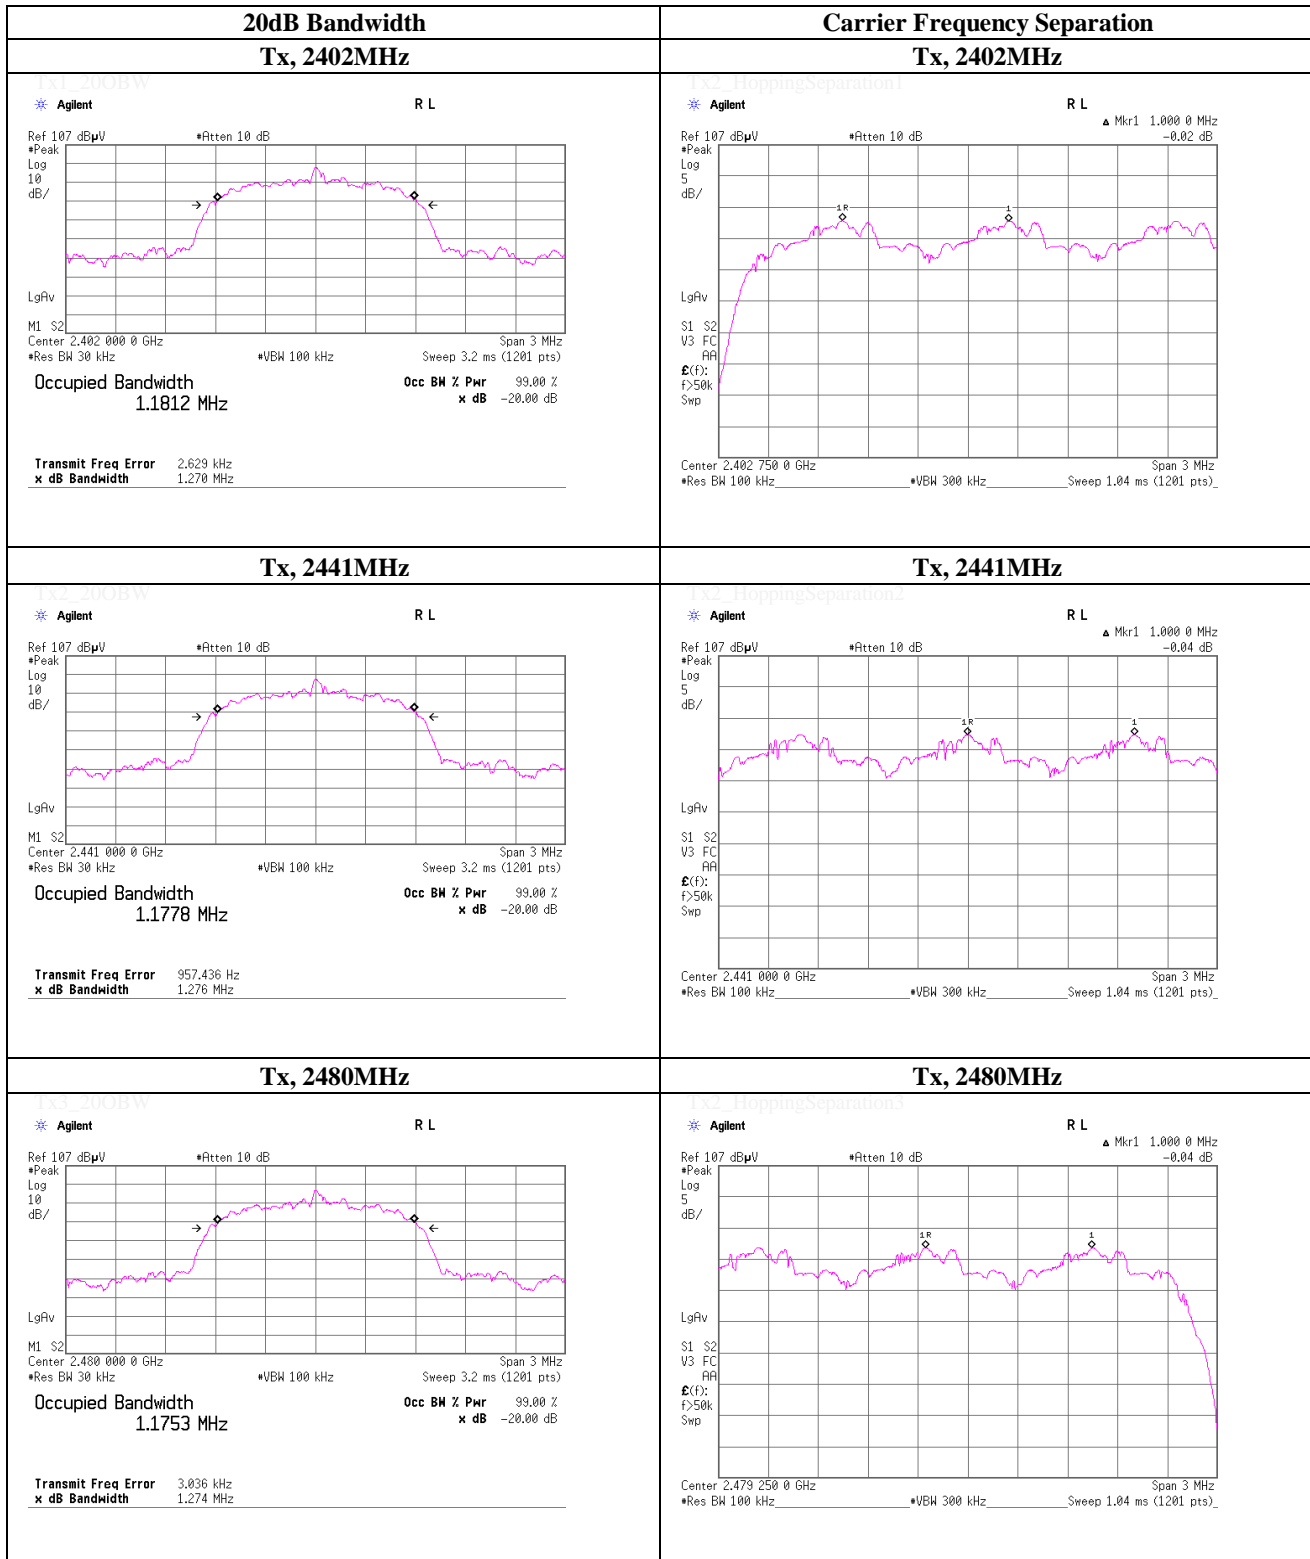 20dB Bandwidth
Carrier Frequency Separation
Tx, 2402MHz
Tx, 2402MHz
Tx1_20OBW
Agilent
R L
Ref 107 dBµV
#Atten 10 dB
#Peak
Log
10
dB/
LgAv
M1 S2
Center 2.402 000 0 GHz
Span 3 MHz
#Res BW 30 kHz
#VBW 100 kHz
Sweep 3.2 ms (1201 pts)
Occupied Bandwidth
1.1812 MHz
Occ BW % Pwr 99.00 %
x dB -20.00 dB
Transmit Freq Error 2.629 kHz
x dB Bandwidth 1.270 MHz
Tx2_HoppingSeparation1
Agilent
R L
Δ Mkr1 1.000 0 MHz
Ref 107 dBµV
#Atten 10 dB
-0.02 dB
#Peak
Log
5
dB/
1R
1
LgAv
S1 S2
V3 FC
AA
£(f):
f>50k
Swp
Center 2.402 750 0 GHz
Span 3 MHz
#Res BW 100 kHz
#VBW 300 kHz
Sweep 1.04 ms (1201 pts)
Tx, 2441MHz
Tx, 2441MHz
Tx2_20OBW
Agilent
R L
Ref 107 dBµV
#Atten 10 dB
#Peak
Log
10
dB/
LgAv
M1 S2
Center 2.441 000 0 GHz
Span 3 MHz
#Res BW 30 kHz
#VBW 100 kHz
Sweep 3.2 ms (1201 pts)
Occupied Bandwidth
1.1778 MHz
Occ BW % Pwr 99.00 %
x dB -20.00 dB
Transmit Freq Error 957.436 Hz
x dB Bandwidth 1.276 MHz
Tx2_HoppingSeparation2
Agilent
R L
Δ Mkr1 1.000 0 MHz
Ref 107 dBµV
#Atten 10 dB
-0.04 dB
#Peak
Log
5
dB/
1R
1
LgAv
S1 S2
V3 FC
AA
£(f):
f>50k
Swp
Center 2.441 000 0 GHz
Span 3 MHz
#Res BW 100 kHz
#VBW 300 kHz
Sweep 1.04 ms (1201 pts)
Tx, 2480MHz
Tx, 2480MHz
Tx3_20OBW
Agilent
R L
Ref 107 dBµV
#Atten 10 dB
#Peak
Log
10
dB/
LgAv
M1 S2
Center 2.480 000 0 GHz
Span 3 MHz
#Res BW 30 kHz
#VBW 100 kHz
Sweep 3.2 ms (1201 pts)
Occupied Bandwidth
1.1753 MHz
Occ BW % Pwr 99.00 %
x dB -20.00 dB
Transmit Freq Error 3.036 kHz
x dB Bandwidth 1.274 MHz
Tx2_HoppingSeparation3
Agilent
R L
Δ Mkr1 1.000 0 MHz
Ref 107 dBµV
#Atten 10 dB
-0.04 dB
#Peak
Log
5
dB/
1R
1
LgAv
S1 S2
V3 FC
AA
£(f):
f>50k
Swp
Center 2.479 250 0 GHz
Span 3 MHz
#Res BW 100 kHz
#VBW 300 kHz
Sweep 1.04 ms (1201 pts)